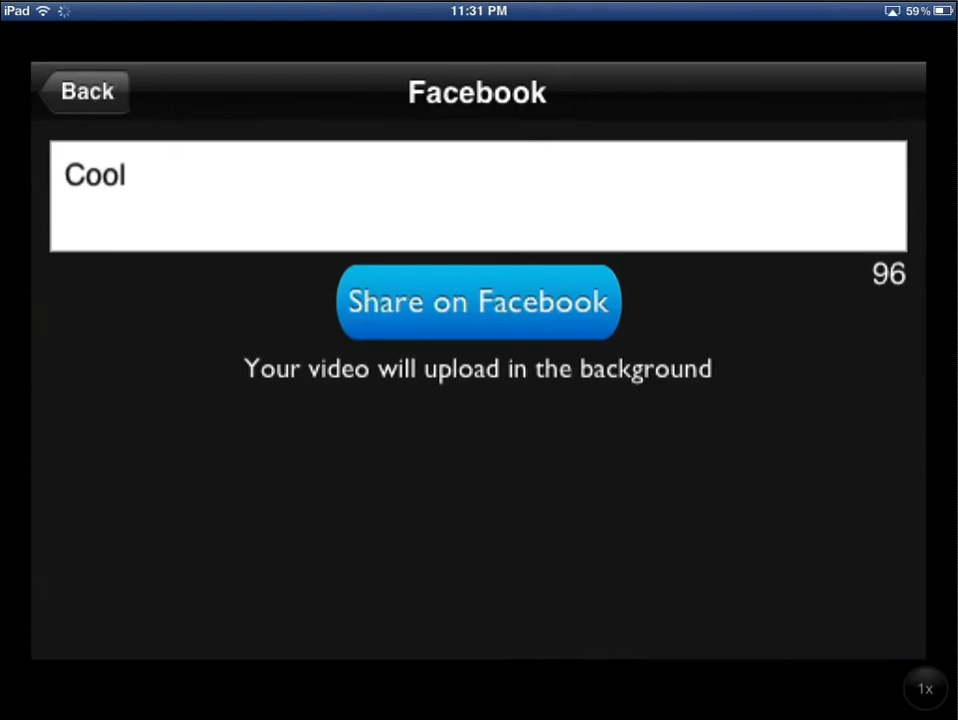 iPad 11:31 PM 59%
Back Facebook
Cool
96
Share on Facebook
Your video will upload in the background
1x